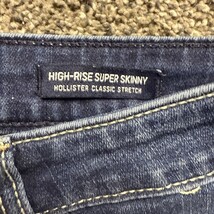 HIGH-RISE SUPER SKINNY
HOLLISTER CLASSIC STRETCH